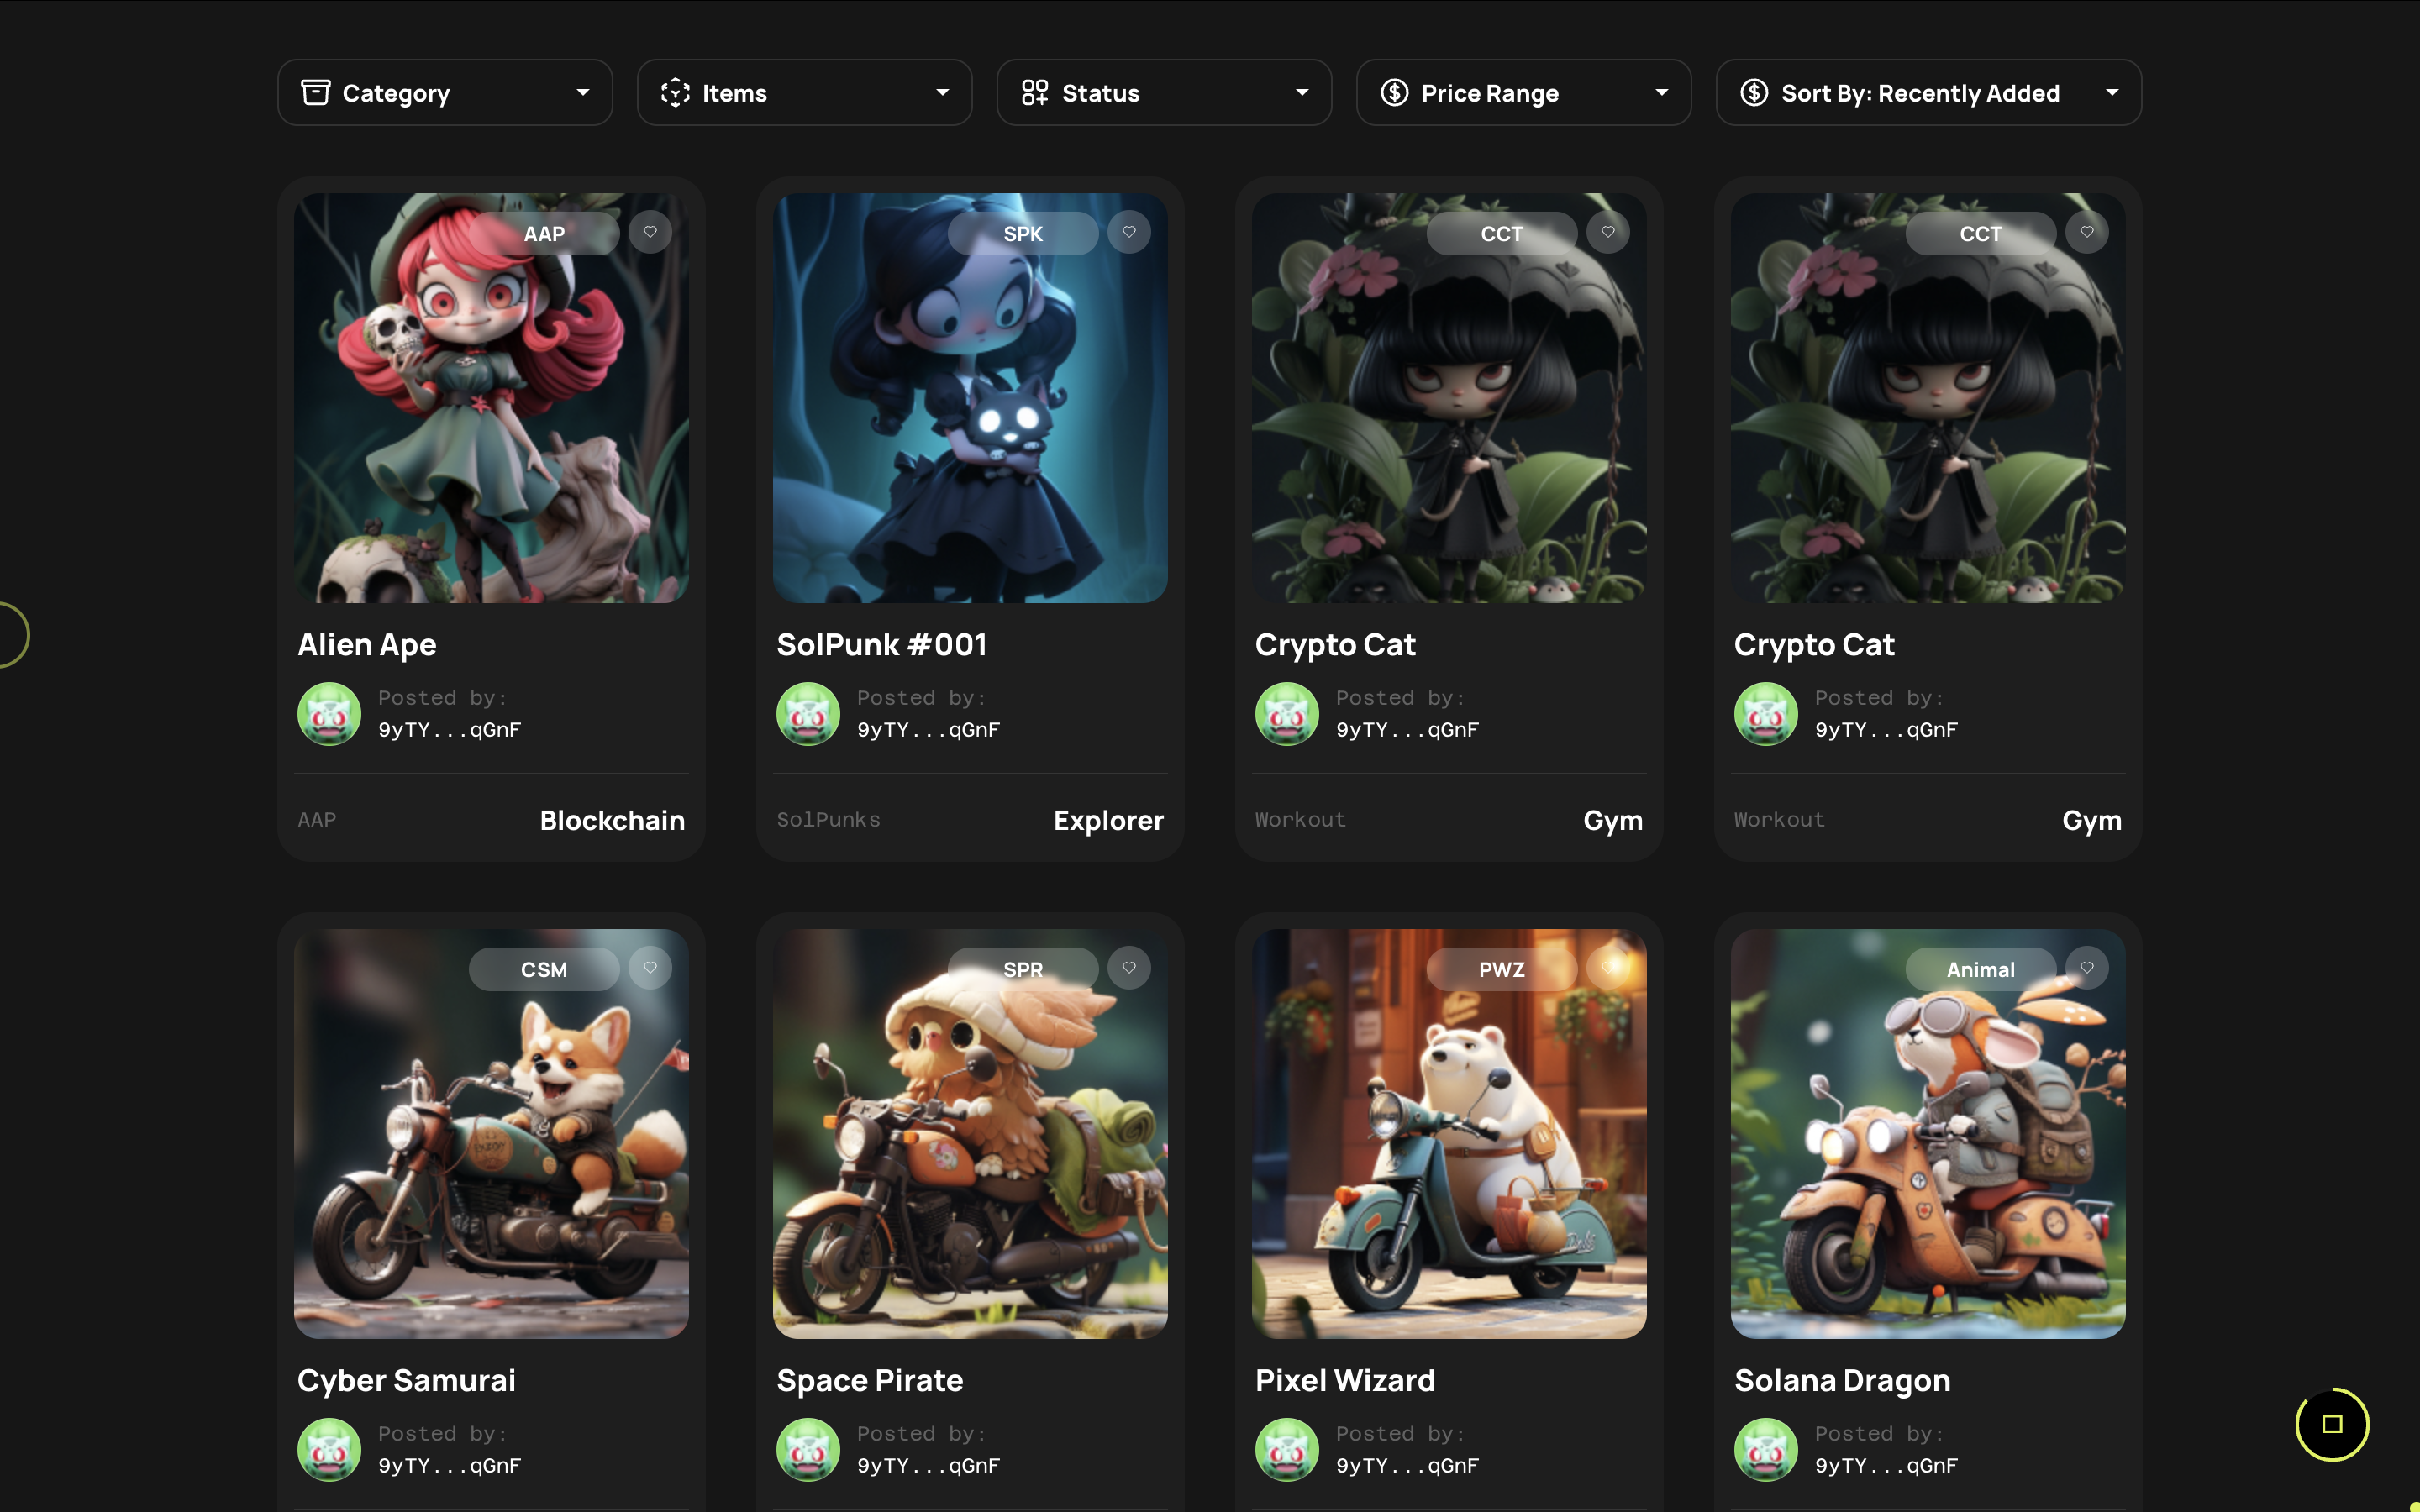 Category
Items
Status
Price Range
Sort By: Recently Added
AAP
SPK
CCT
CCT
Alien Ape
SolPunk #001
Crypto Cat
Crypto Cat
Posted by:
Posted by:
Posted by:
Posted by:
9yTY...qGnF
9yTY...qGnF
9yTY...qGnF
9yTY...qGnF
AAP
Blockchain
SolPunks
Explorer
Workout
Gym
Workout
Gym
CSM
SPR
PWZ
Animal
Cyber Samurai
Space Pirate
Pixel Wizard
Solana Dragon
Posted by:
Posted by:
Posted by:
Posted by:
9yTY...qGnF
9yTY...qGnF
9yTY...qGnF
9yTY...qGnF